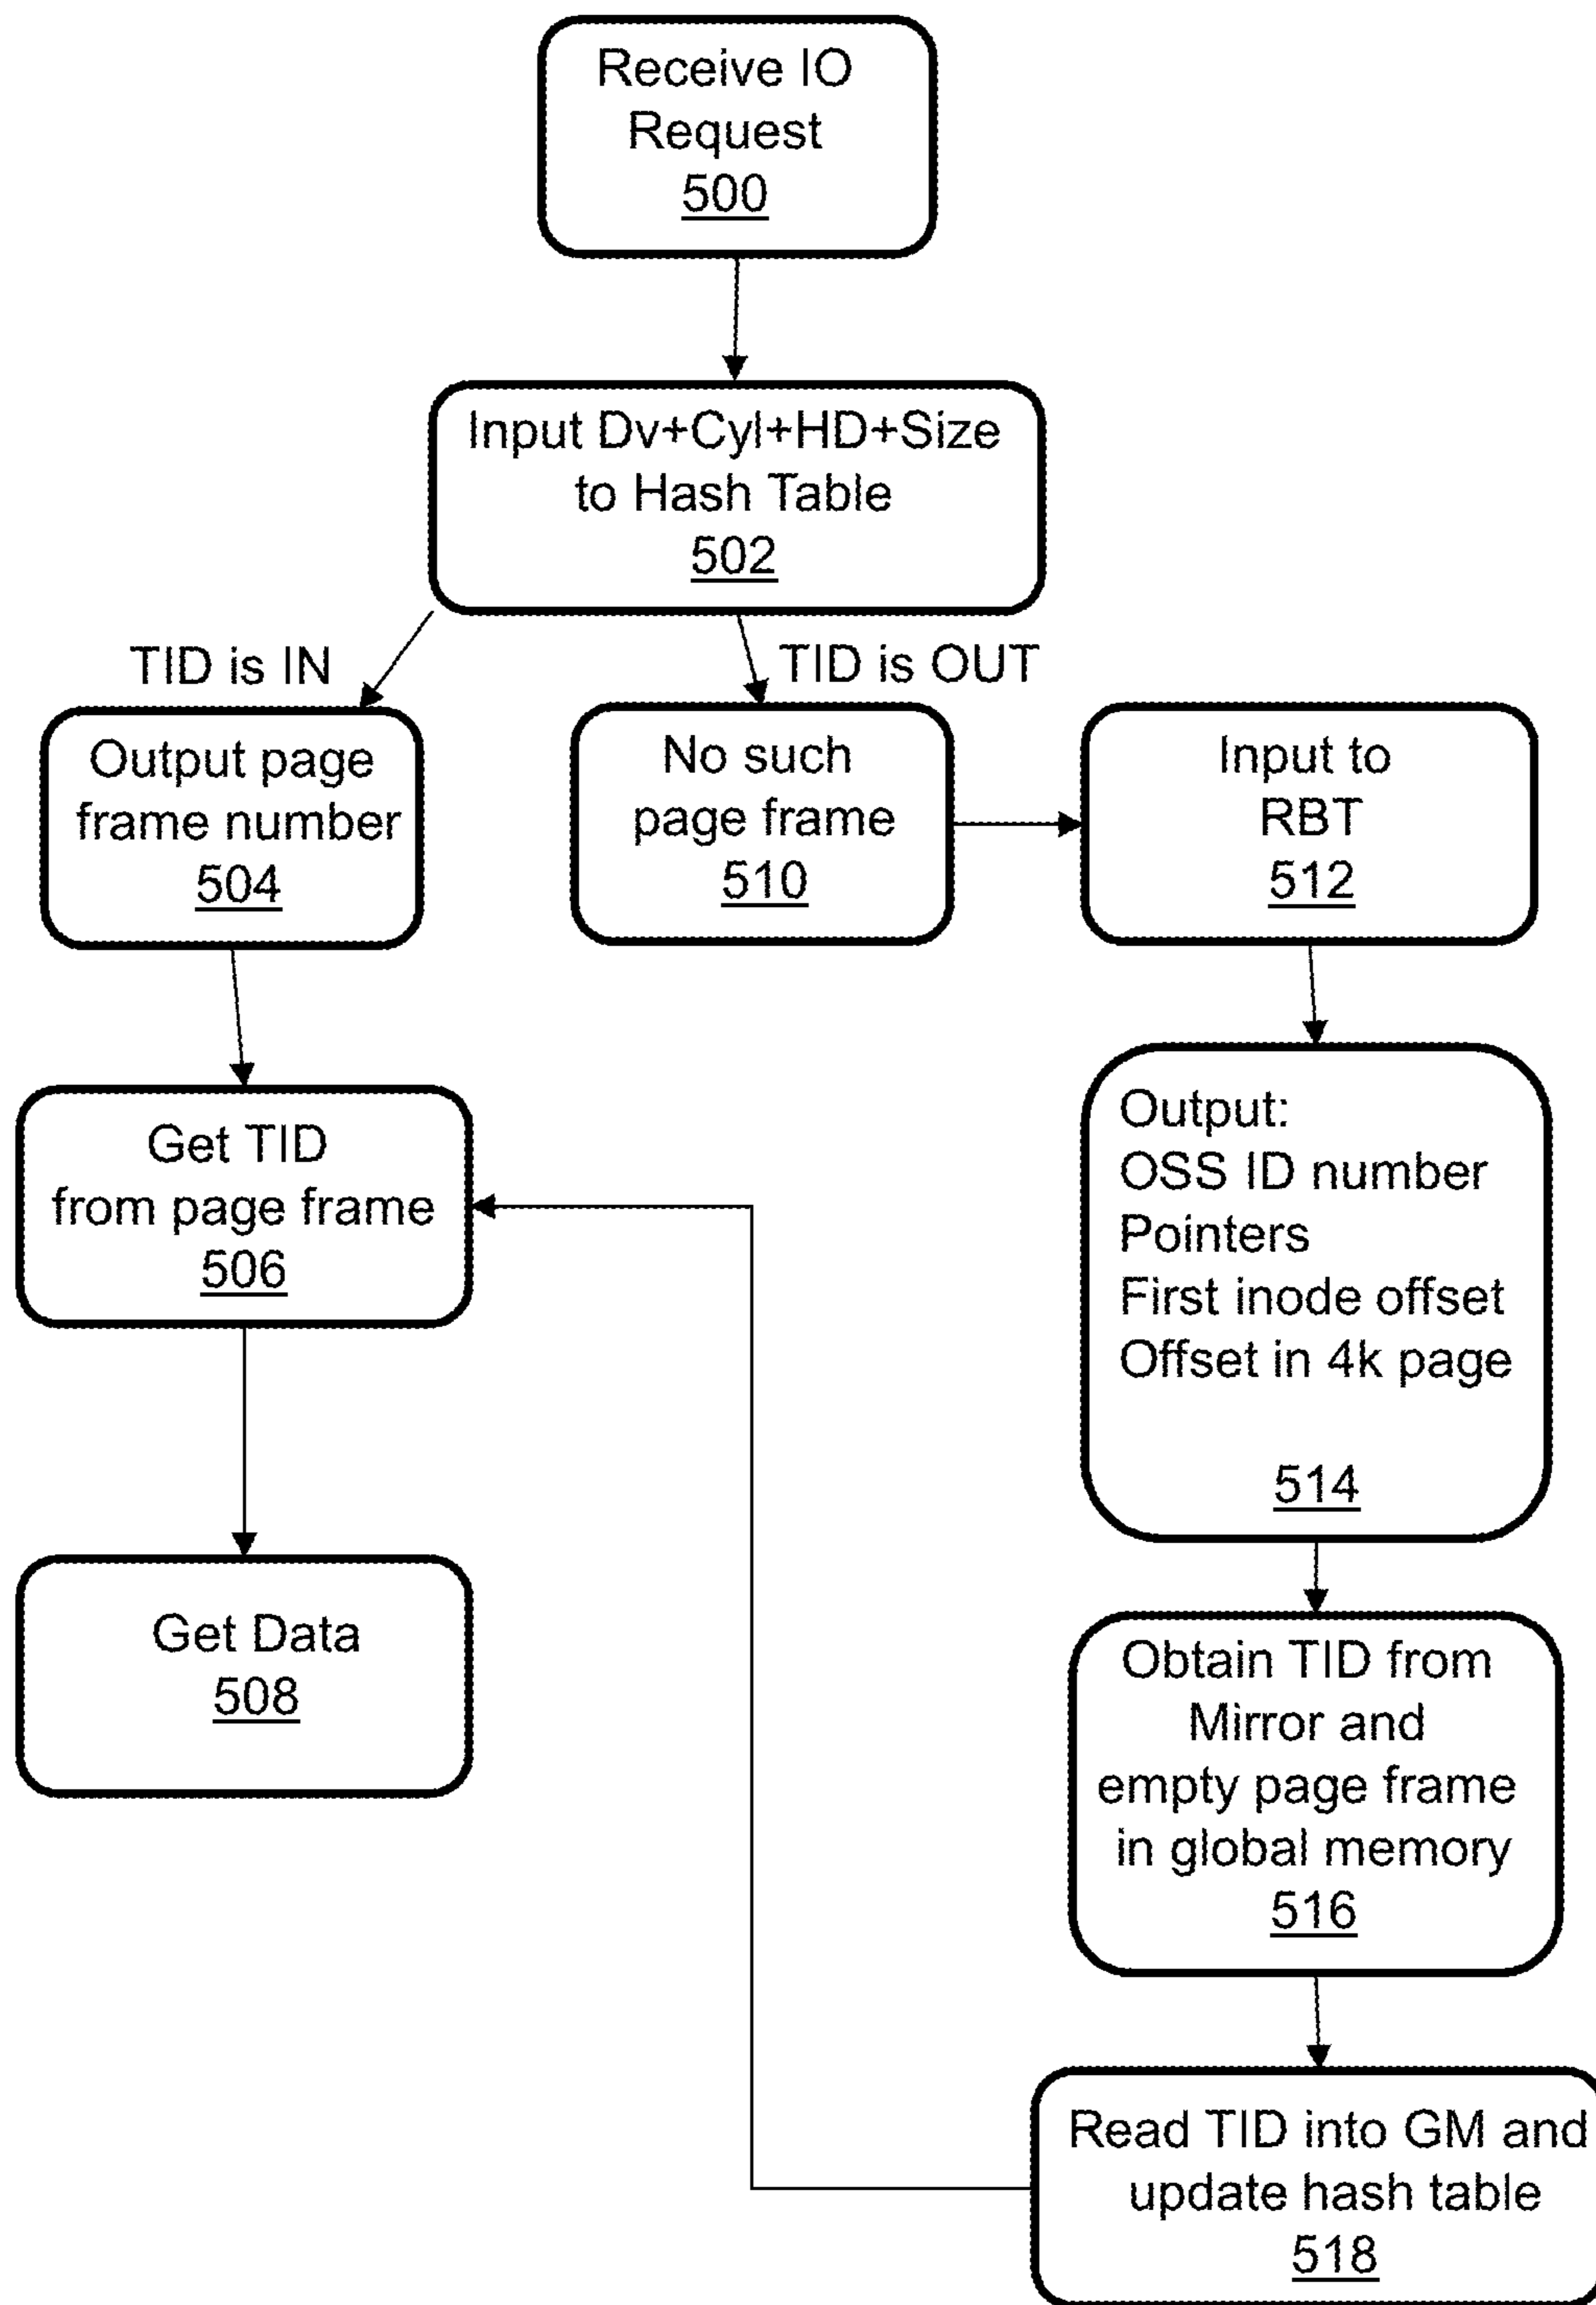 Receive IO
Request
500
Input Dv+Cyl+HD+Size
to Hash Table
502
TID is IN
TID is OUT
Output page
frame number
504
No such
page frame
510
Input to
RBT
512
Get TID
from page frame
506
Output:
OSS ID number
Pointers
First inode offset
Offset in 4k page
514
Get Data
508
Obtain TID from
Mirror and
empty page frame
in global memory
516
Read TID into GM and
update hash table
518